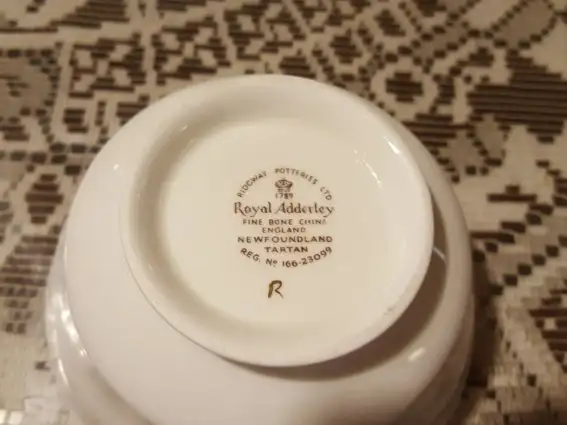 RIDGWAY POTTERIES LTD
1789
Royal Adderley
FINE BONE CHINA
ENGLAND
NEWFOUNDLAND
TARTAN
REG. Nº 166-23099
R